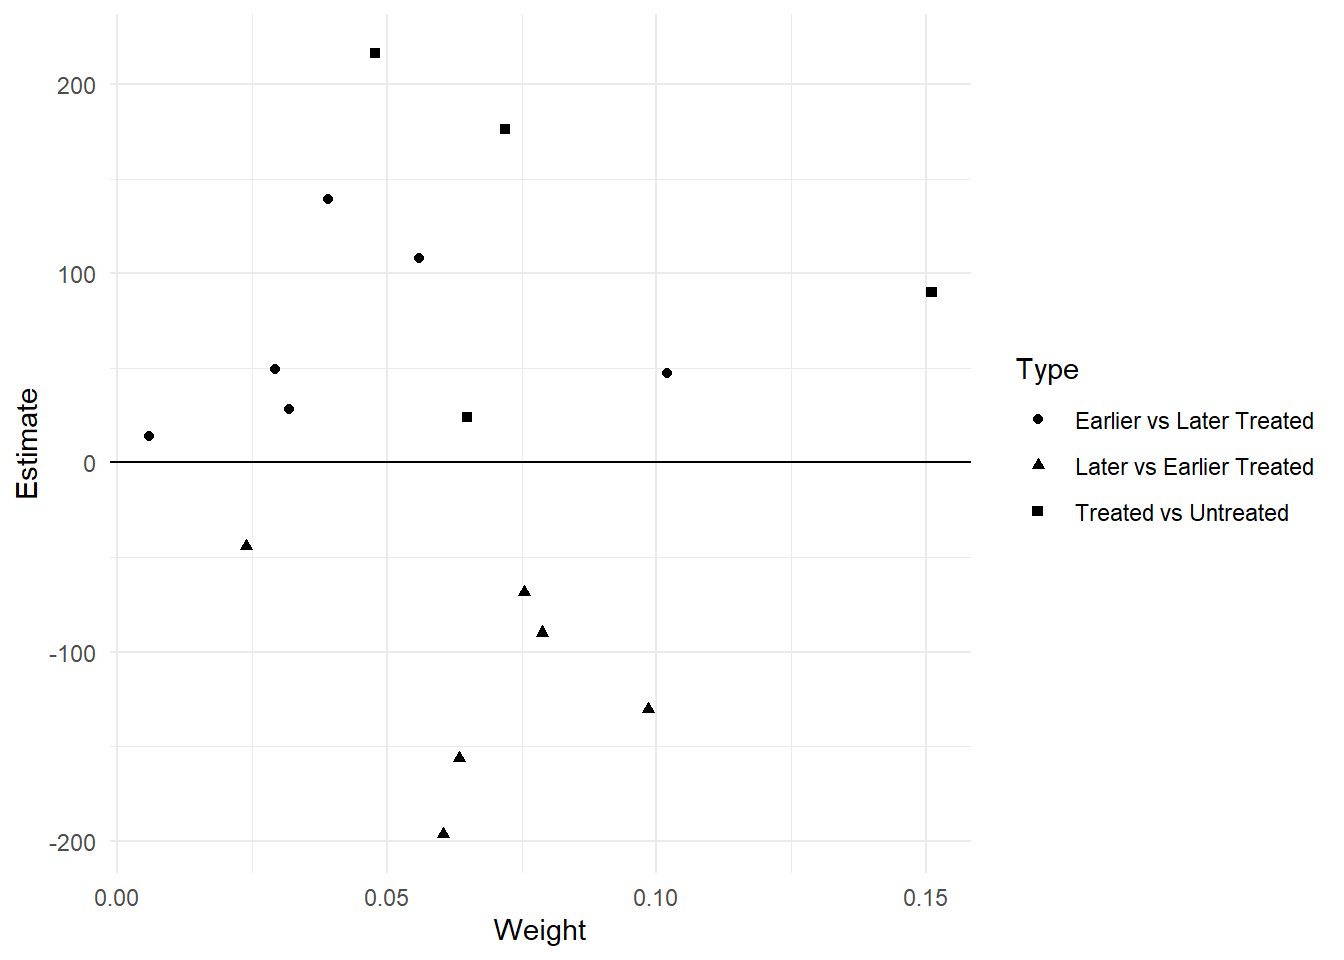 200
100
0
-100
-200
Estimate
0.00 0.05 0.10 0.15
Weight
Type
Earlier vs Later Treated
Later vs Earlier Treated
Treated vs Untreated